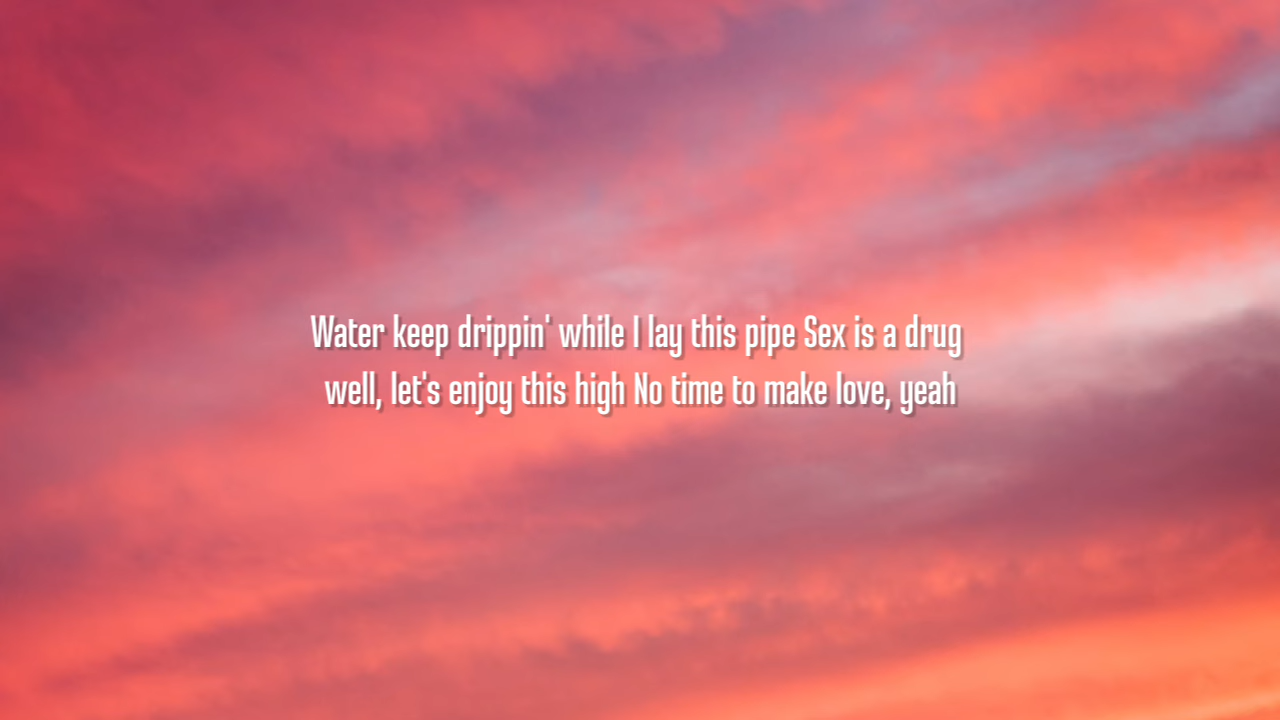 Water keep drippin' while I lay this pipe Sex is a drug
well, let's enjoy this high No time to make love, yeah